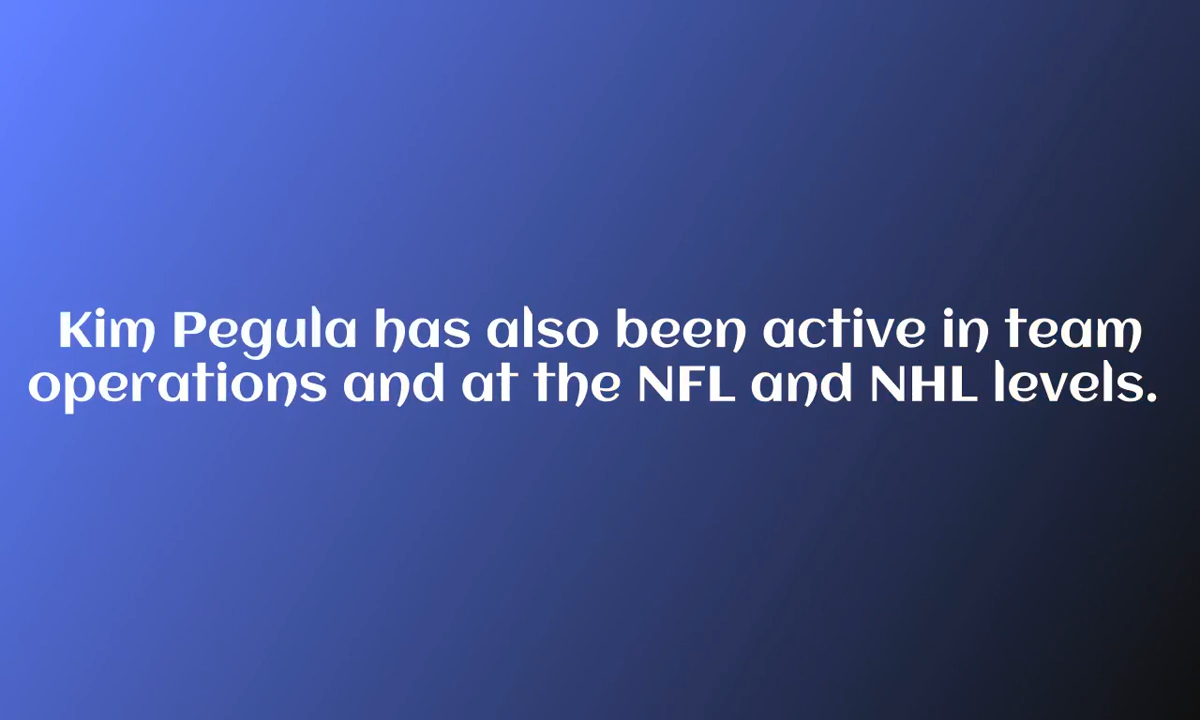 Kim Pegula has also been active in team
operations and at the NFL and NHL levels.